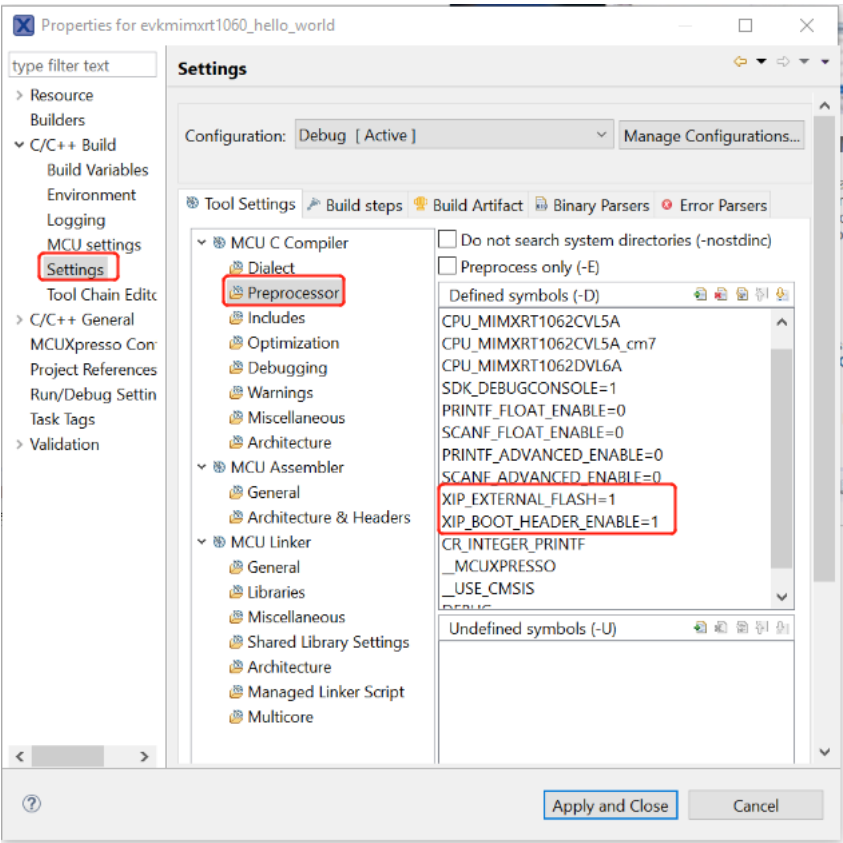 Properties for evkmimxrt1060_hello_world
type filter text
Settings
Resource
Builders
C/C++ Build
Build Variables
Environment
Logging
MCU settings
Settings
Tool Chain Edito
C/C++ General
MCUXpresso Con
Project References
Run/Debug Settin
Task Tags
Validation
Configuration: Debug [ Active ]
Manage Configurations...
Tool Settings Build steps Build Artifact Binary Parsers Error Parsers
MCU C Compiler
Dialect
Preprocessor
Includes
Optimization
Debugging
Warnings
Miscellaneous
Architecture
MCU Assembler
General
Architecture & Headers
MCU Linker
General
Libraries
Miscellaneous
Shared Library Settings
Architecture
Managed Linker Script
Multicore
Do not search system directories (-nostdinc)
Preprocess only (-E)
Defined symbols (-D)
CPU_MIMXRT1062CVL5A
CPU_MIMXRT1062CVL5A_cm7
CPU_MIMXRT1062DVL6A
SDK_DEBUGCONSOLE=1
PRINTF_FLOAT_ENABLE=0
SCANF_FLOAT_ENABLE=0
PRINTF_ADVANCED_ENABLE=0
SCANF_ADVANCED_ENABLE=0
XIP_EXTERNAL_FLASH=1
XIP_BOOT_HEADER_ENABLE=1
CR_INTEGER_PRINTF
__MCUXPRESSO
__USE_CMSIS
DEBUG
Undefined symbols (-U)
Apply and Close
Cancel